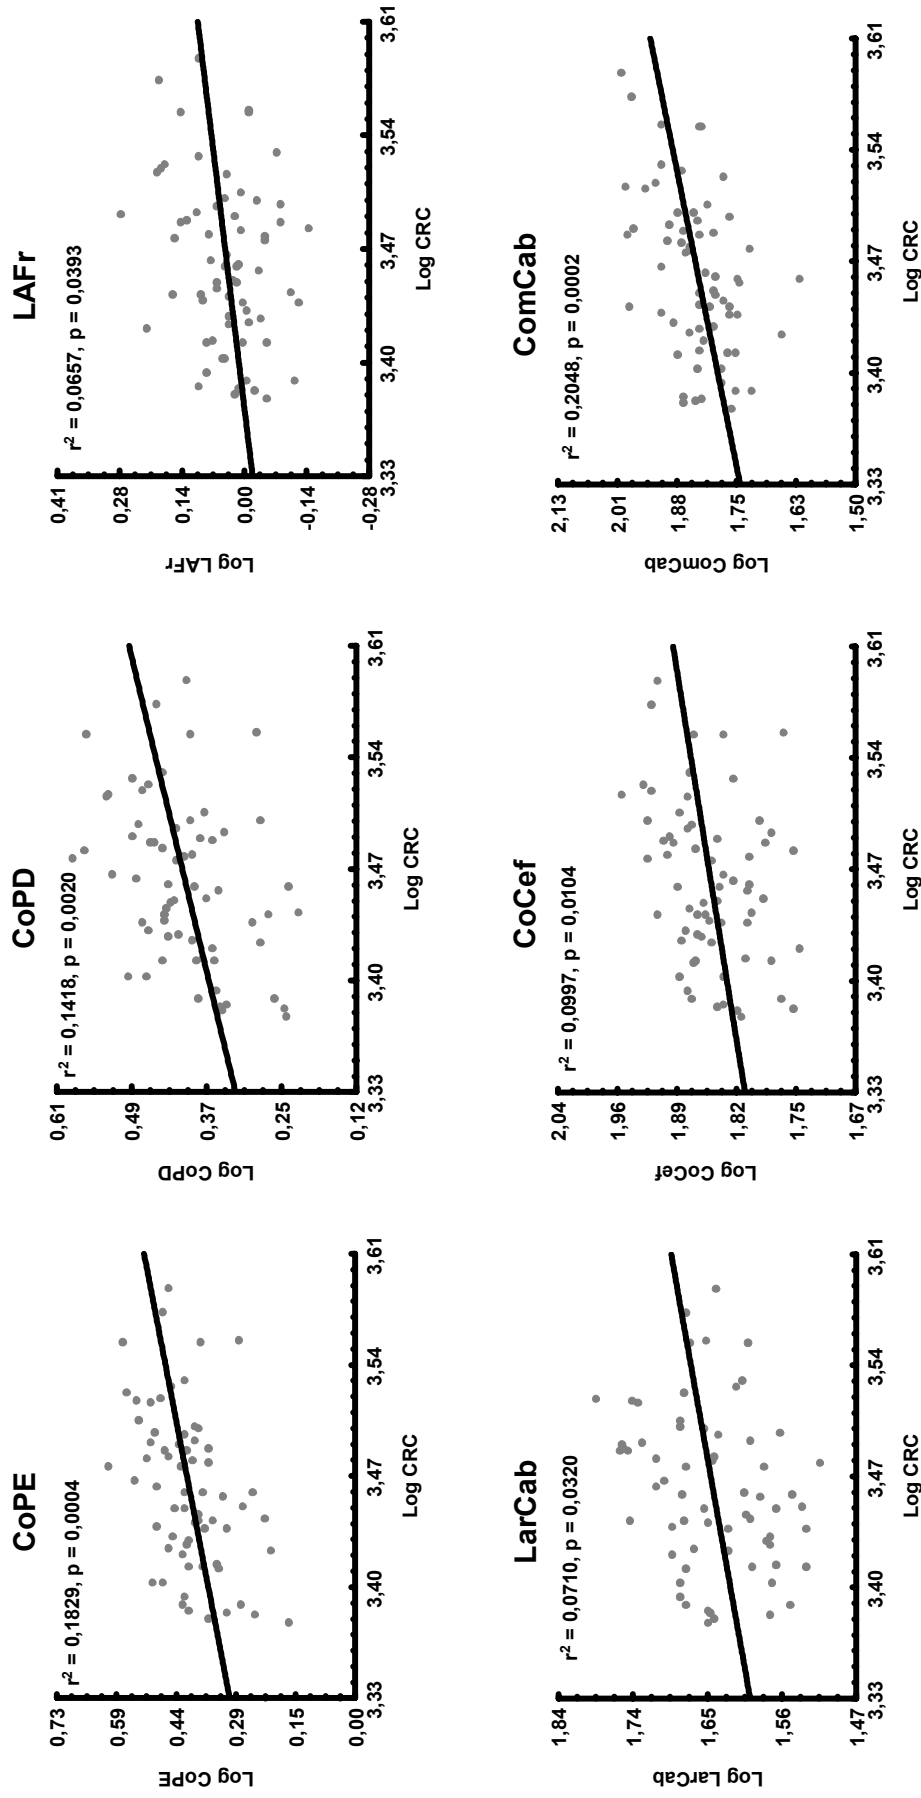 CoPE
r² = 0,1829, p = 0,0004
Log CoPE
0,73
0,59
0,44
0,29
0,15
0,00
3,33
3,40
3,47
3,54
3,61
Log CRC
CoPD
r² = 0,1418, p = 0,0020
Log CoPD
0,61
0,49
0,37
0,25
0,12
3,33
3,40
3,47
3,54
3,61
Log CRC
LAFr
r² = 0,0657, p = 0,0393
Log LAFr
0,41
0,28
0,14
0,00
-0,14
-0,28
3,33
3,40
3,47
3,54
3,61
Log CRC
LarCab
r² = 0,0710, p = 0,0320
Log LarCab
1,84
1,74
1,65
1,56
1,47
3,33
3,40
3,47
3,54
3,61
Log CRC
CoCef
r² = 0,0997, p = 0,0104
Log CoCef
2,04
1,96
1,89
1,82
1,75
1,67
3,33
3,40
3,47
3,54
3,61
Log CRC
ComCab
r² = 0,2048, p = 0,0002
Log ComCab
2,13
2,01
1,88
1,75
1,63
1,50
3,33
3,40
3,47
3,54
3,61
Log CRC